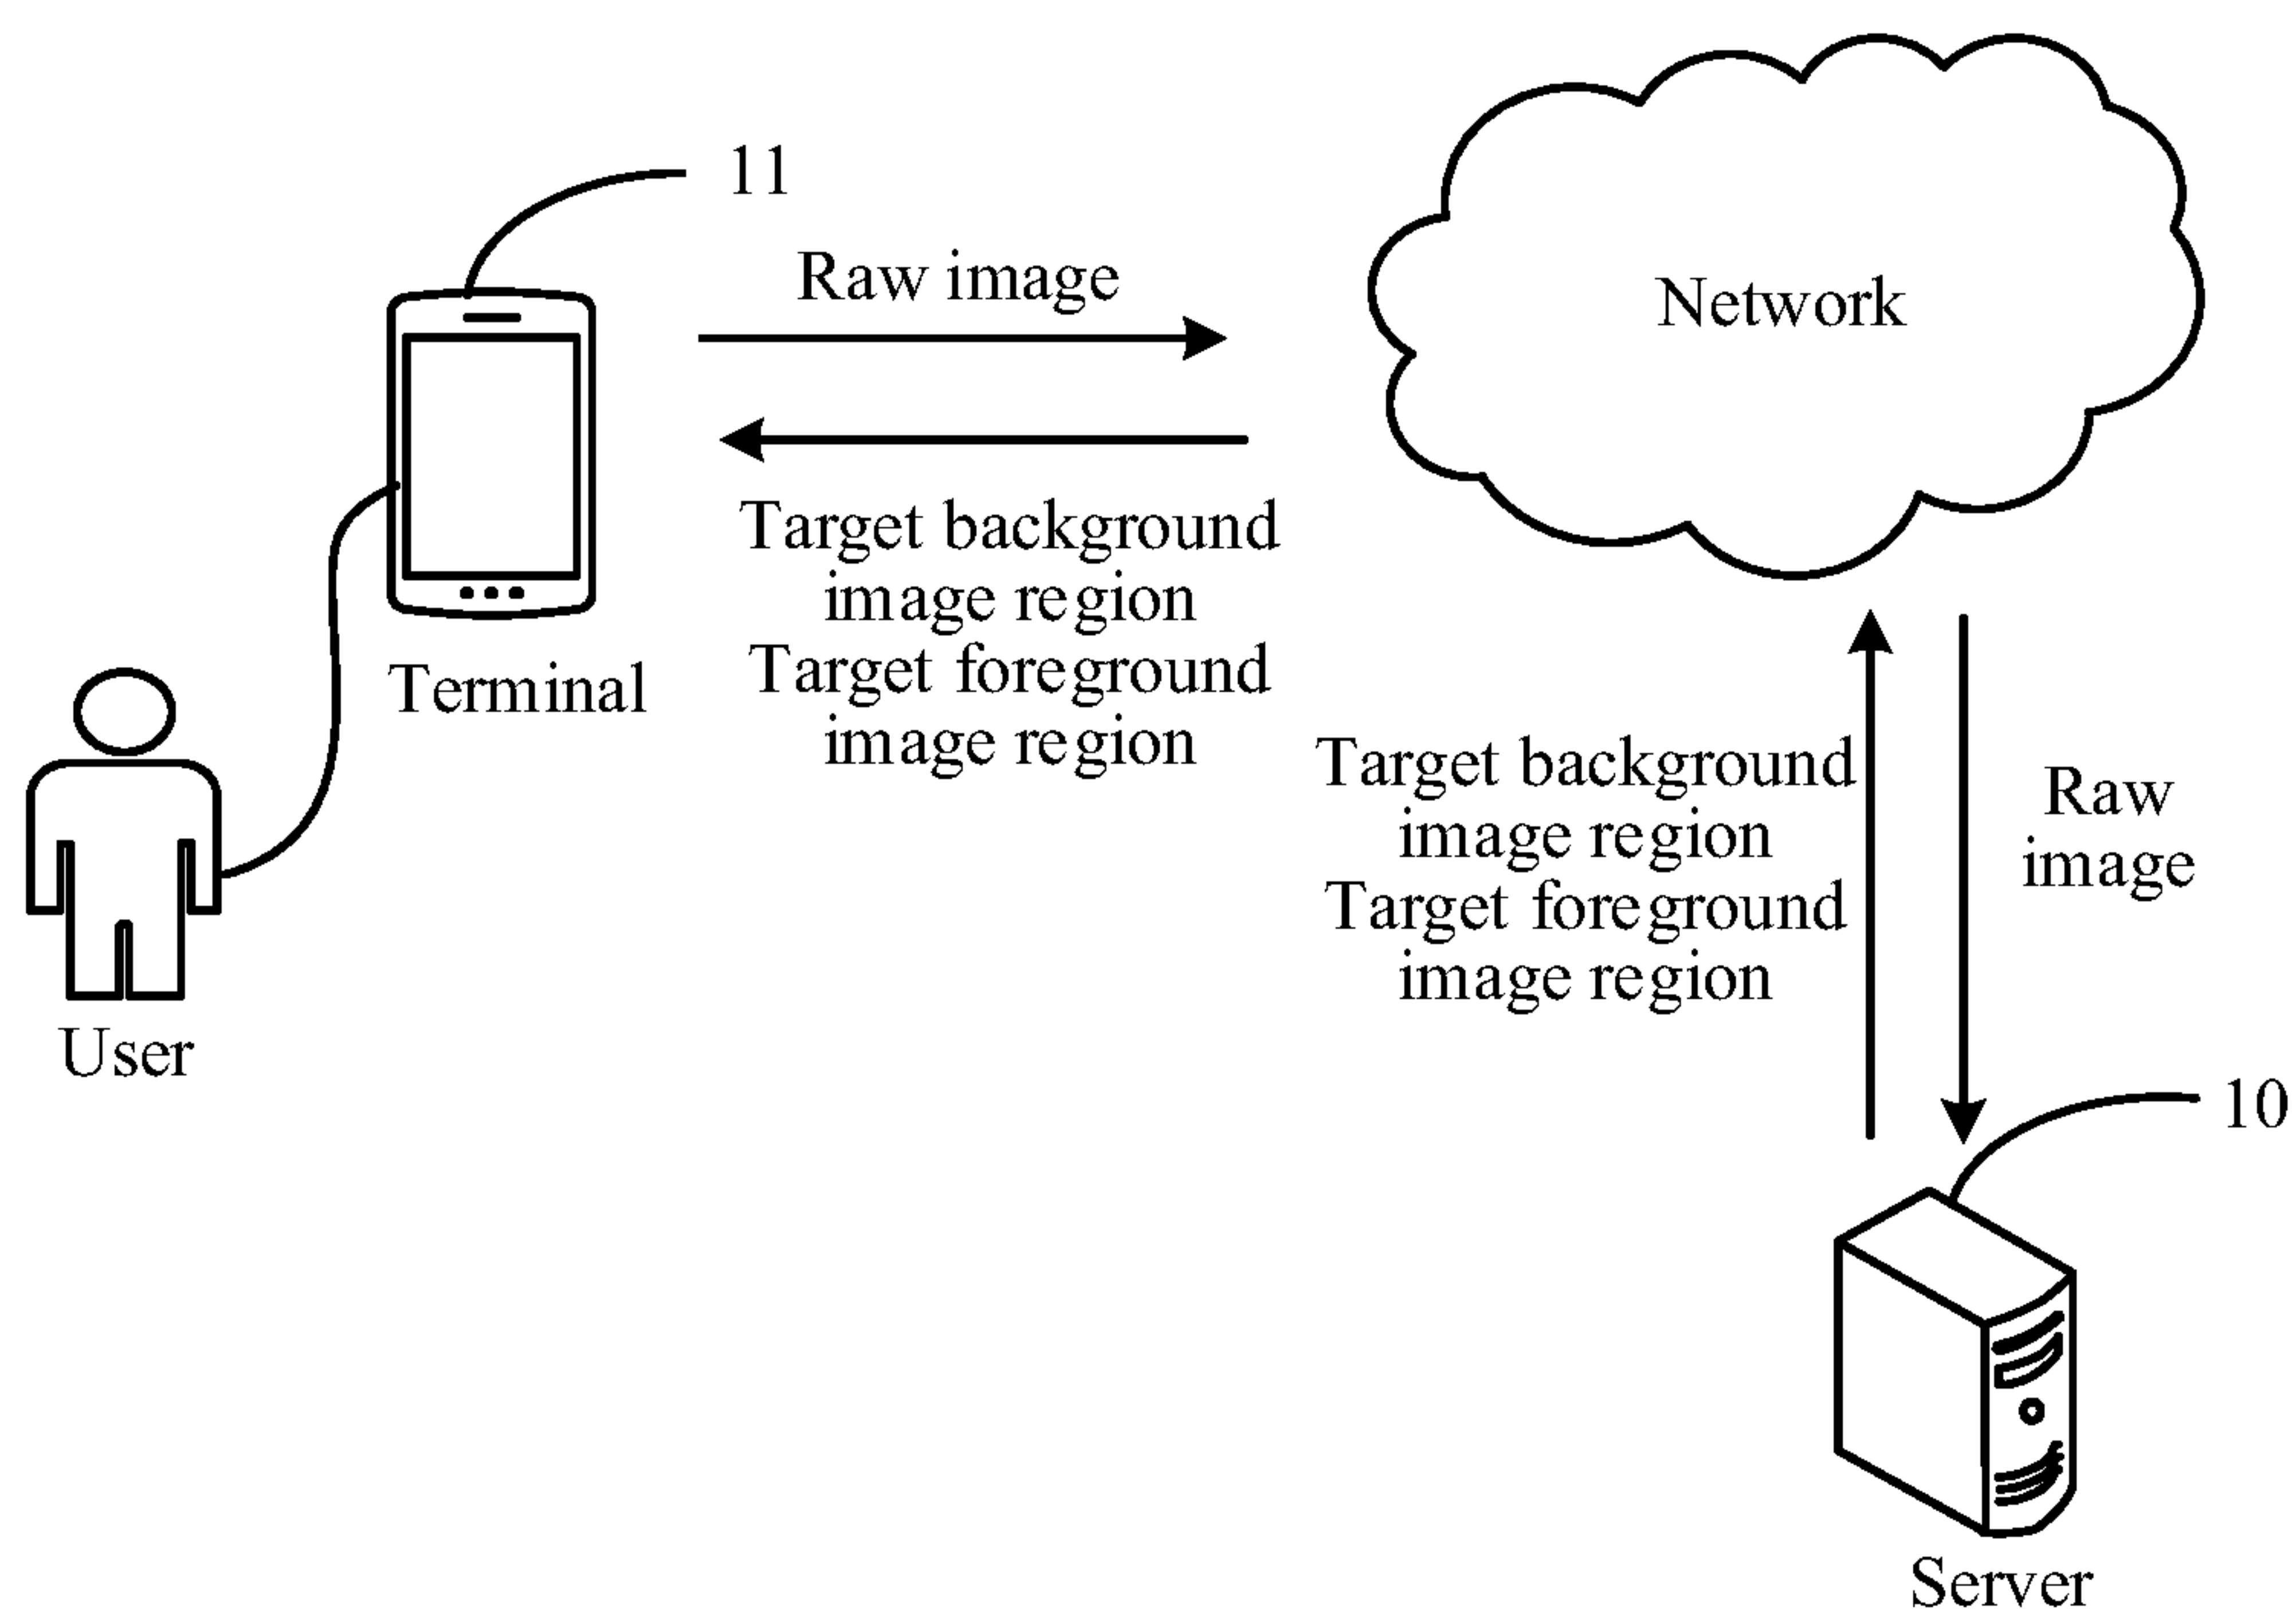 11
Raw image
Network
Target background
image region
Target foreground
image region
Terminal
User
Target background
image region
Target foreground
image region
Raw
image
10
Server